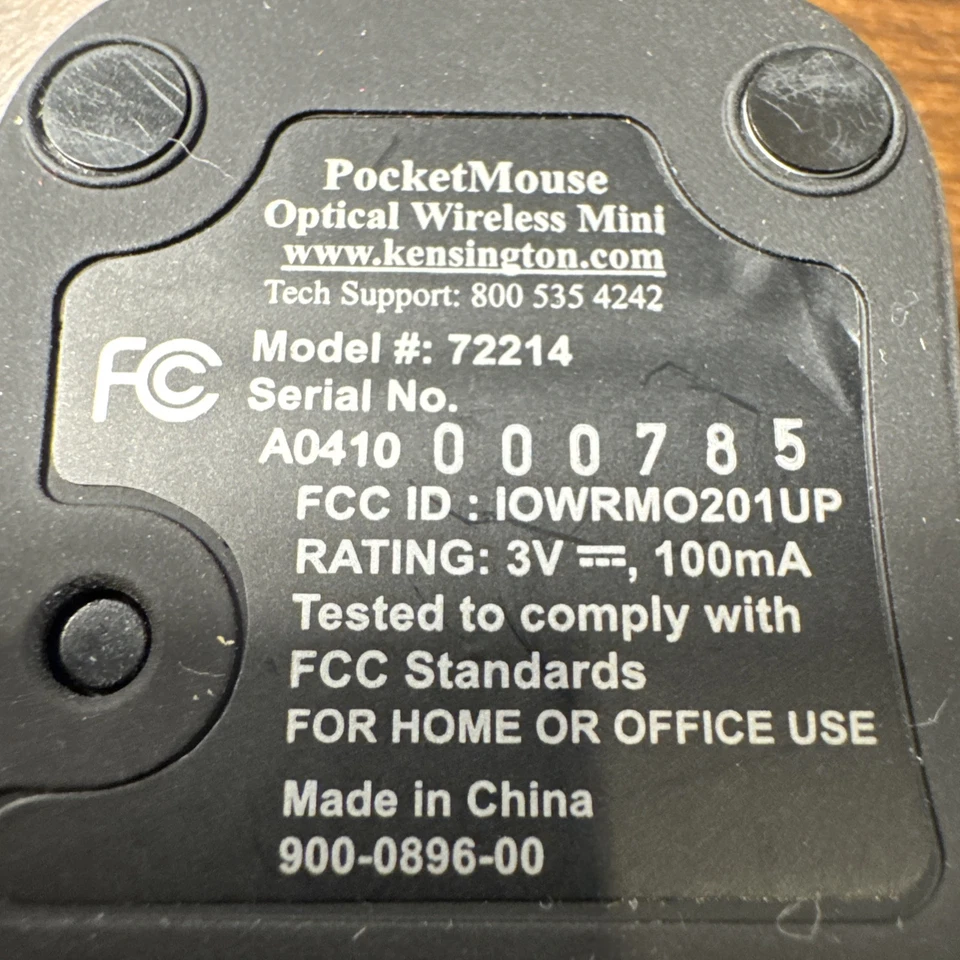 PocketMouse
Optical Wireless Mini
www.kensington.com
Tech Support: 800 535 4242
FC
Model #: 72214
Serial No.
A0410 000785
FCC ID : IOWRMO201UP
RATING: 3V ⎓, 100mA
Tested to comply with
FCC Standards
FOR HOME OR OFFICE USE
Made in China
900-0896-00